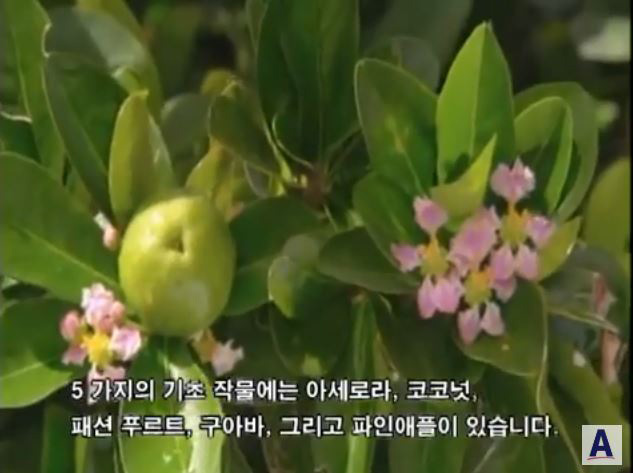 5 가지의 기초 작물에는 아세로라, 코코넛,
패션 푸르트, 구아바, 그리고 파인애플이 있습니다.
A